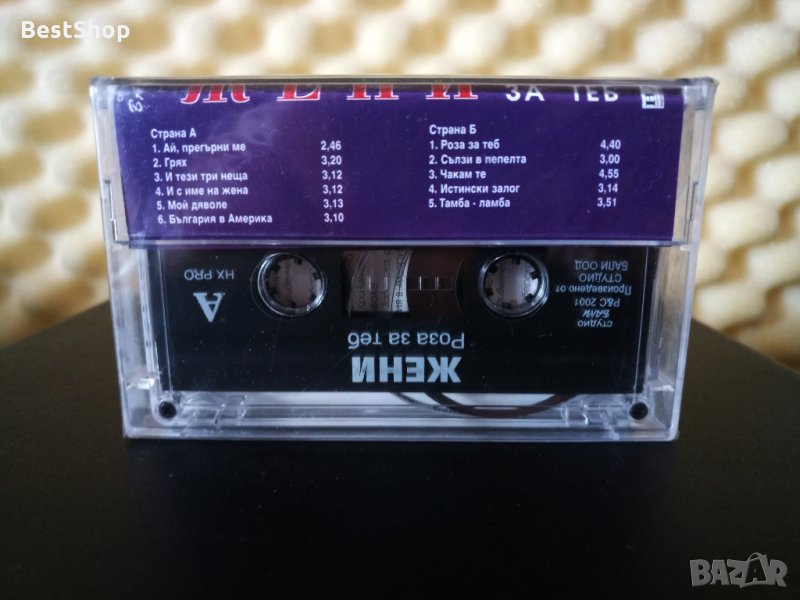 BestShop
ЖЕНИ ЗА ТЕБ
Страна А
1. Ай, прегърни ме 2,46
2. Грях 3,20
3. И тези три неща 3,12
4. И с име на жена 3,12
5. Мой дяволе 3,13
6. България в Америка 3,10
Страна Б
1. Роза за теб 4,40
2. Сълзи в пепелта 3,00
3. Чакам те 4,55
4. Истински залог 3,14
5. Тамба - ламба 3,51
A
HX PRO
ЖЕНИ
Роза за теб
СТУДИО
БАЛИ
P&C 2001
Произведено от
СТУДИО
БАЛИ ООД
BAZAR